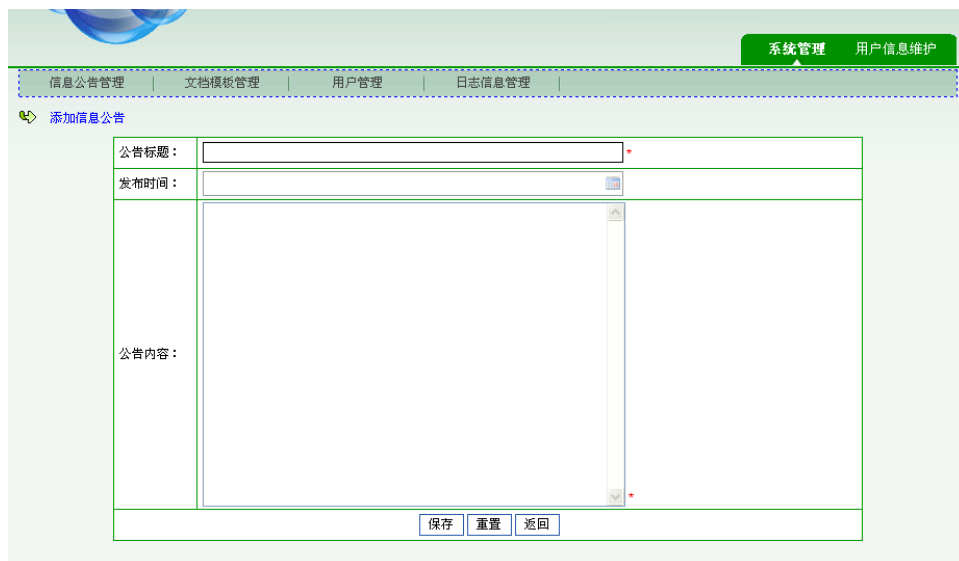 系统管理 用户信息维护
信息公告管理 | 文档模板管理 | 用户管理 | 日志信息管理 |
添加信息公告
公告标题： *
发布时间：
公告内容： *
保存 重置 返回